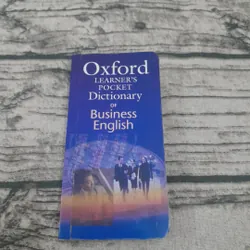 Oxford
LEARNER'S
POCKET
Dictionary
OF
Business
English